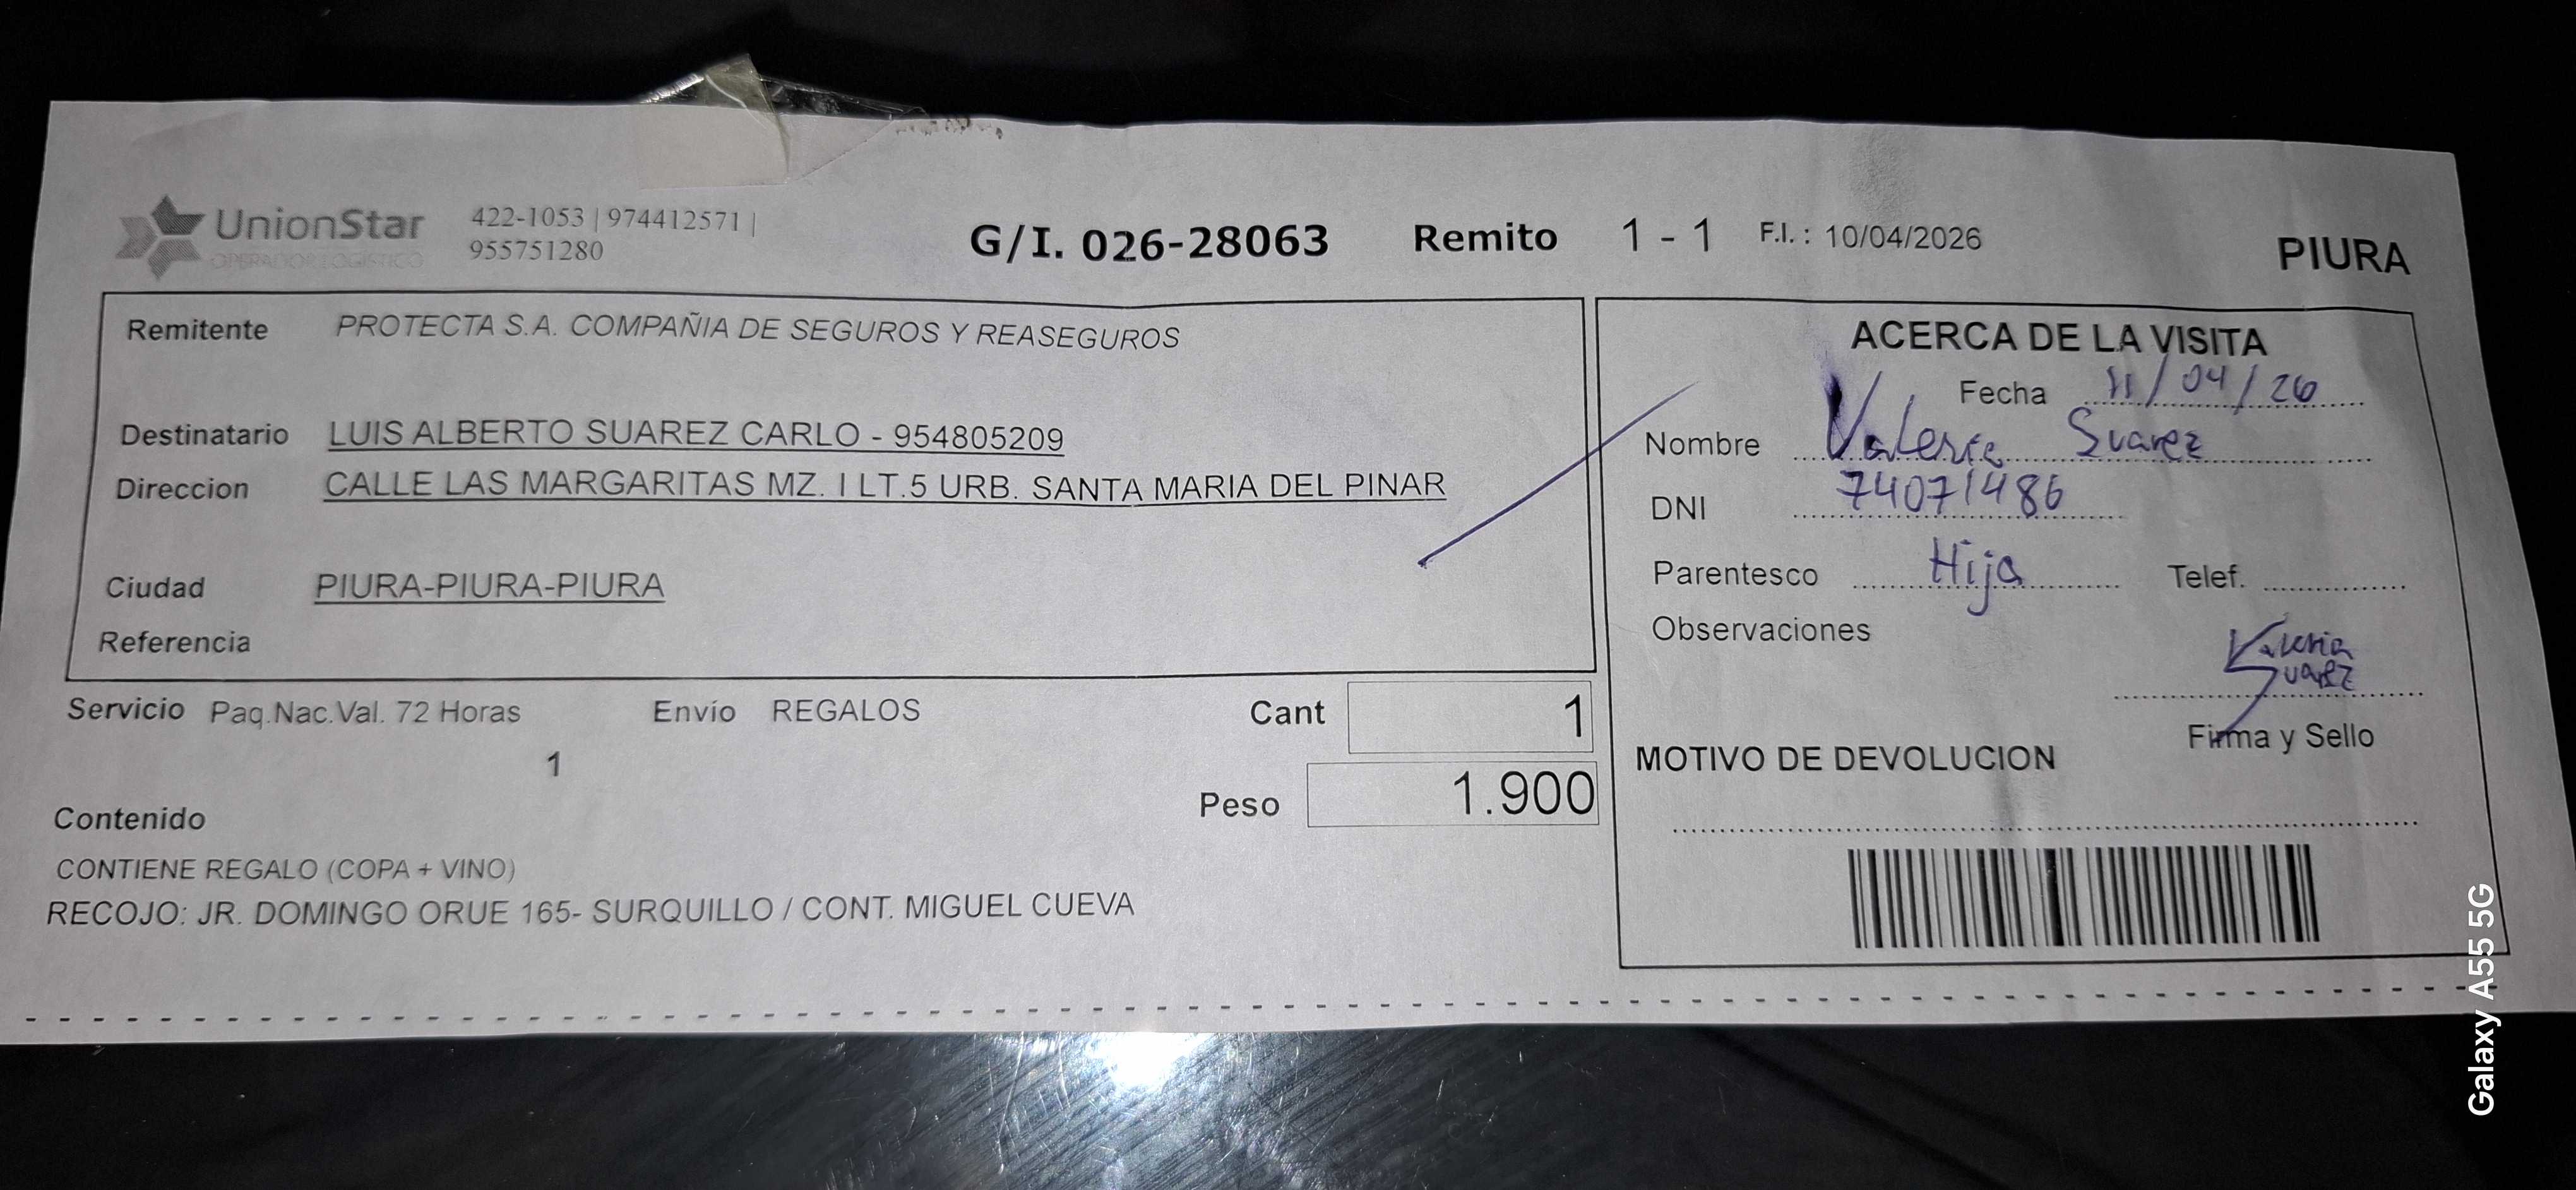 UnionStar
OPERADOR LOGISTICO
422-1053 | 974412571 |
955751280
G/I. 026-28063 Remito 1 - 1 F.I. : 10/04/2026
PIURA
Remitente PROTECTA S.A. COMPAÑIA DE SEGUROS Y REASEGUROS
Destinatario LUIS ALBERTO SUAREZ CARLO - 954805209
Direccion CALLE LAS MARGARITAS MZ. I LT.5 URB. SANTA MARIA DEL PINAR
Ciudad PIURA-PIURA-PIURA
Referencia
Servicio Paq.Nac.Val. 72 Horas Envío REGALOS Cant 1
1
Peso 1.900
Contenido
CONTIENE REGALO (COPA + VINO)
RECOJO: JR. DOMINGO ORUE 165- SURQUILLO / CONT. MIGUEL CUEVA
ACERCA DE LA VISITA
Fecha 11/04/26
Nombre Valeria Suarez
DNI 74071486
Parentesco Hija Telef.
Observaciones
Valeria
Suarez
Firma y Sello
MOTIVO DE DEVOLUCION
Galaxy A55 5G